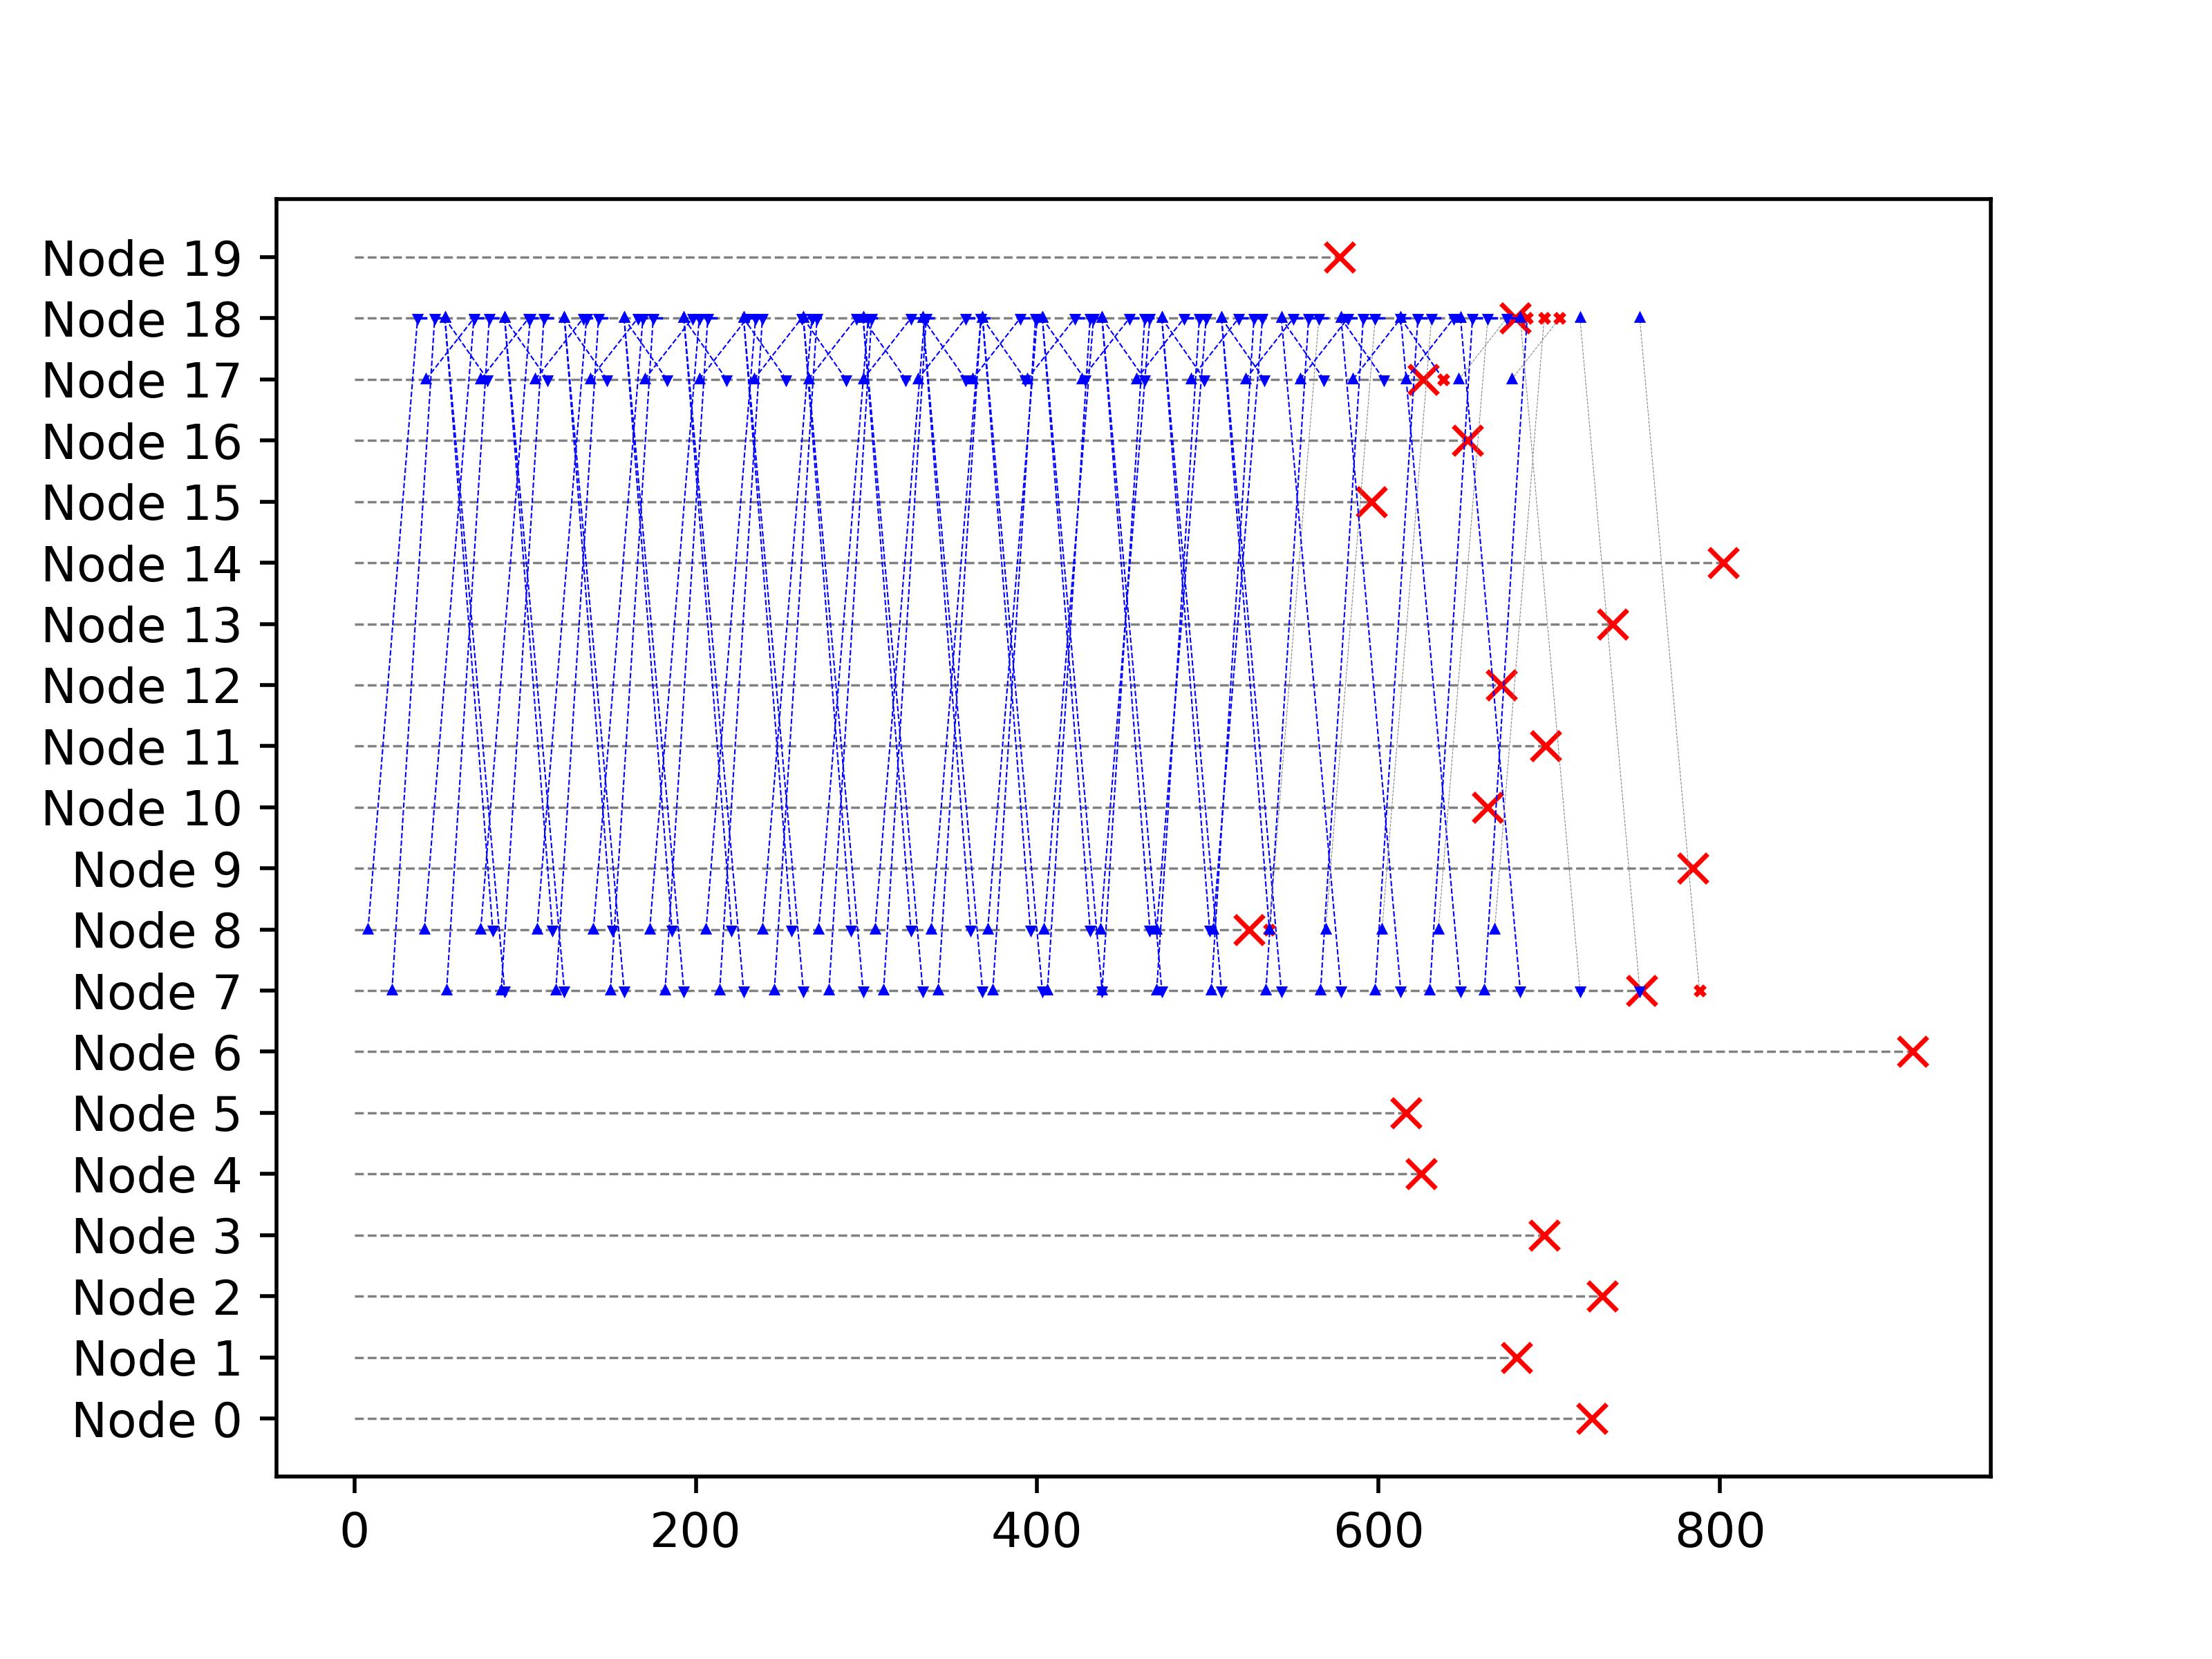 Node 19
Node 18
Node 17
Node 16
Node 15
Node 14
Node 13
Node 12
Node 11
Node 10
Node 9
Node 8
Node 7
Node 6
Node 5
Node 4
Node 3
Node 2
Node 1
Node 0
0 200 400 600 800